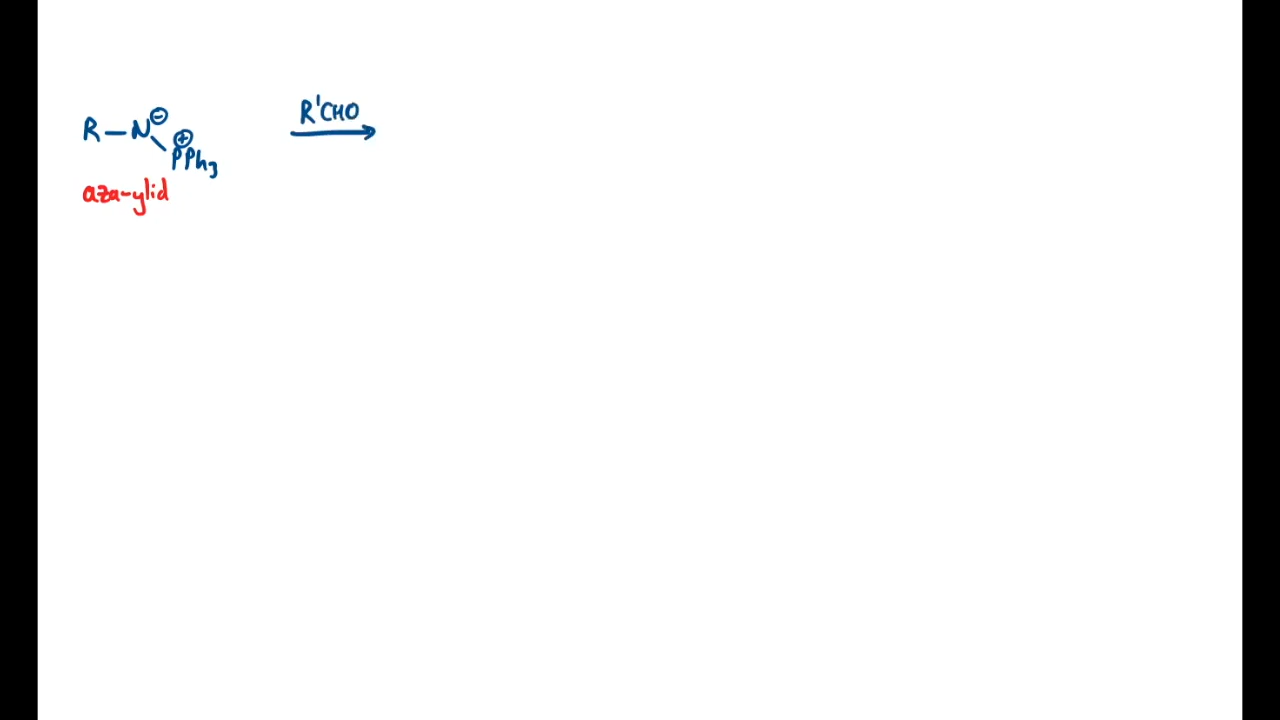 R'CHO
R—N⊖
⊕
PPh₃
aza-ylid